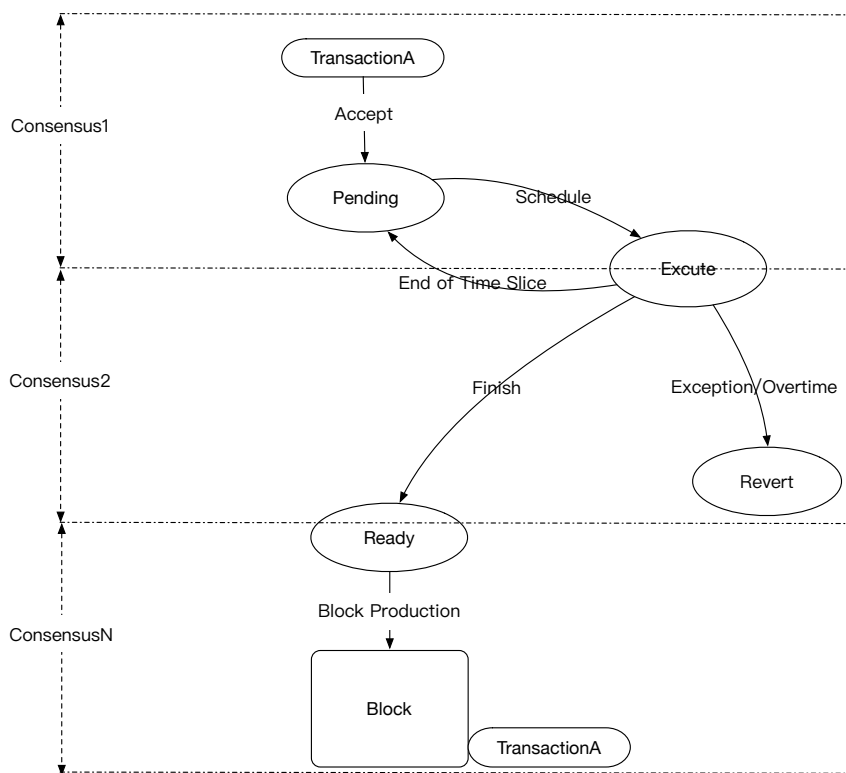 TransactionA
Accept
Consensus1
Pending
Schedule
Excute
End of Time Slice
Consensus2
Finish
Exception/Overtime
Revert
Ready
Block Production
ConsensusN
Block
TransactionA